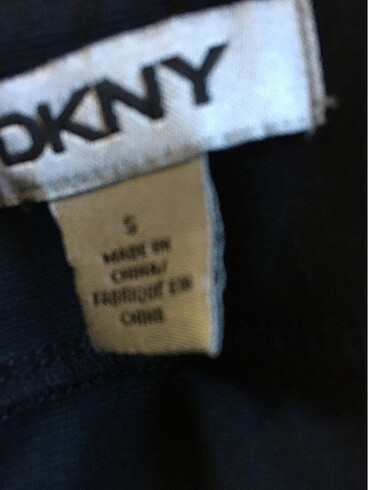 DKNY
S
MADE IN
CHINA/
FABRIQUÉ EN
CHINE